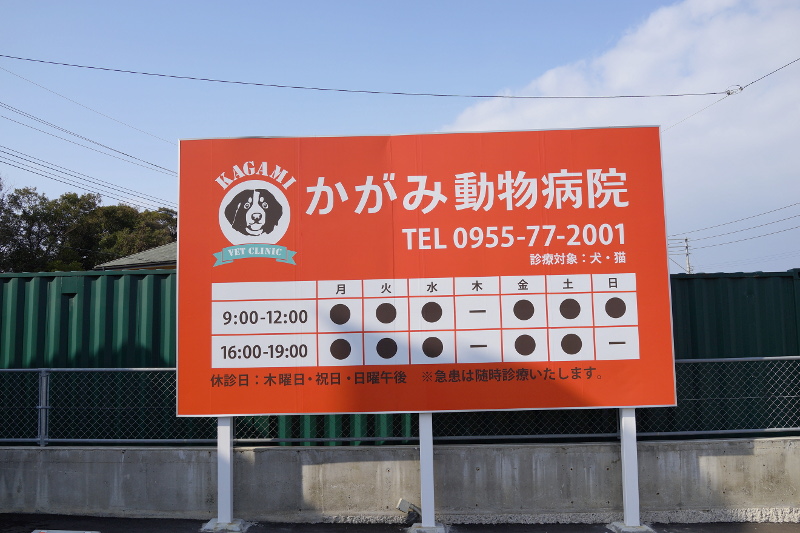 KAGAMI
VET CLINIC
かがみ動物病院
TEL 0955-77-2001
診療対象：犬・猫
月 火 水 木 金 土 日
9:00-12:00 ● ● ● ー ● ● ●
16:00-19:00 ● ● ● ー ● ● ー
休診日：木曜日・祝日・日曜午後 ※急患は随時診療いたします。